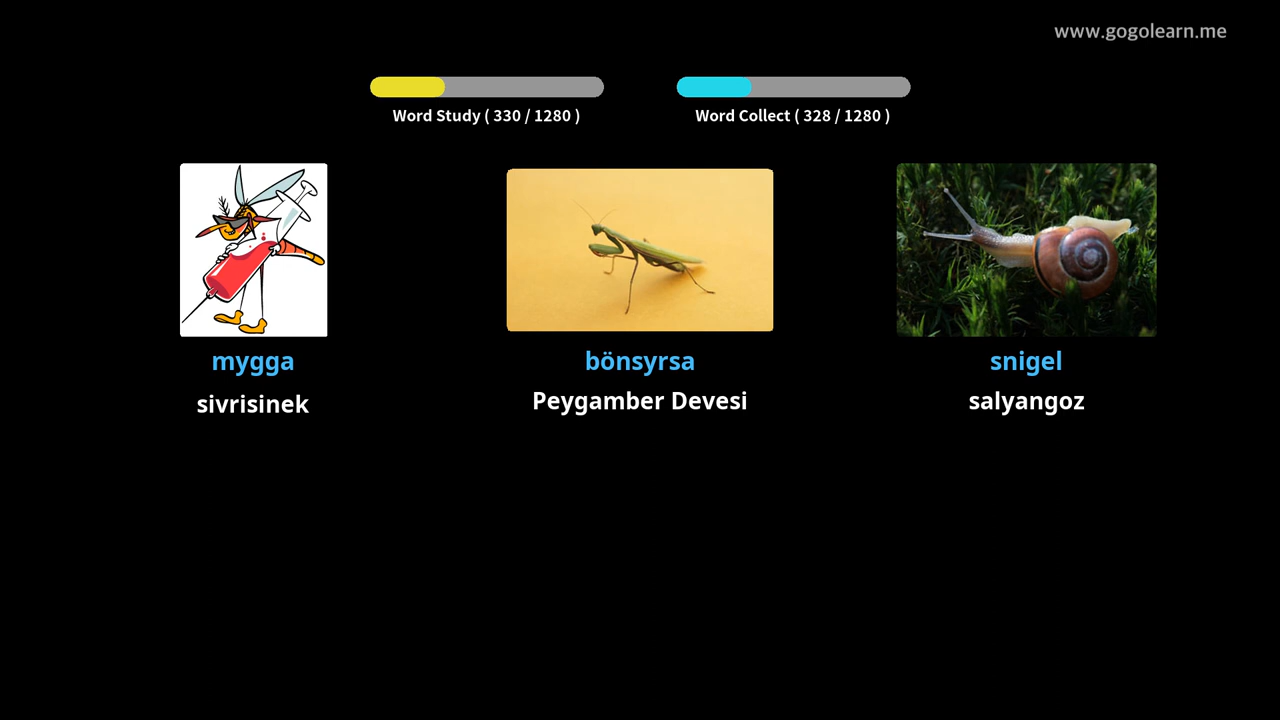 www.gogolearn.me
Word Study ( 330 / 1280 )
Word Collect ( 328 / 1280 )
mygga
bönsyrsa
snigel
sivrisinek
Peygamber Devesi
salyangoz